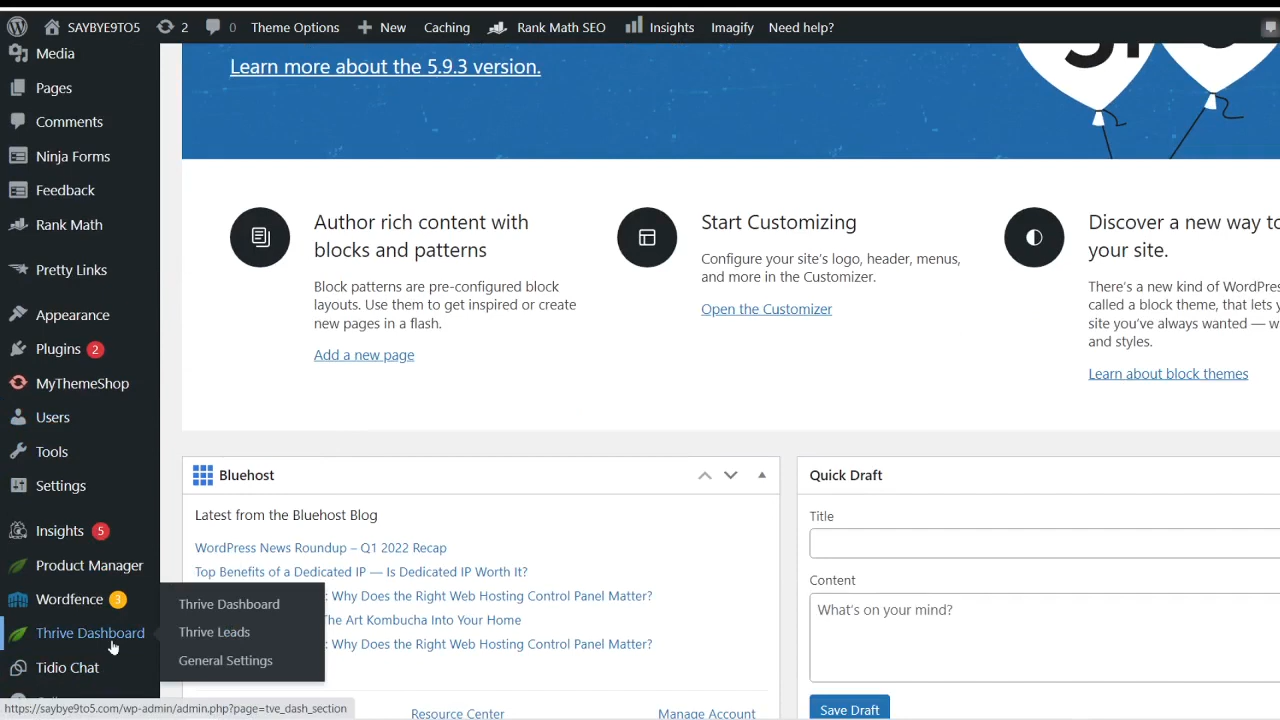 SAYBYE9TO5 2 0 Theme Options New Caching Rank Math SEO Insights Imagify Need help?
Media
Pages
Comments
Ninja Forms
Feedback
Rank Math
Pretty Links
Appearance
Plugins 2
MyThemeShop
Users
Tools
Settings
Insights 5
Product Manager
Wordfence 3
Thrive Dashboard
Tidio Chat
Thrive Dashboard
Thrive Leads
General Settings
https://saybye9to5.com/wp-admin/admin.php?page=tve_dash_section
Learn more about the 5.9.3 version.
Author rich content with
blocks and patterns
Block patterns are pre-configured block
layouts. Use them to get inspired or create
new pages in a flash.
Add a new page
Start Customizing
Configure your site's logo, header, menus,
and more in the Customizer.
Open the Customizer
Discover a new way to
your site.
There's a new kind of WordPres
called a block theme, that lets y
site you've always wanted — w
and styles.
Learn about block themes
Bluehost
Latest from the Bluehost Blog
WordPress News Roundup – Q1 2022 Recap
Top Benefits of a Dedicated IP — Is Dedicated IP Worth It?
: Why Does the Right Web Hosting Control Panel Matter?
The Art Kombucha Into Your Home
: Why Does the Right Web Hosting Control Panel Matter?
Resource Center
Manage Account
Quick Draft
Title
Content
What's on your mind?
Save Draft